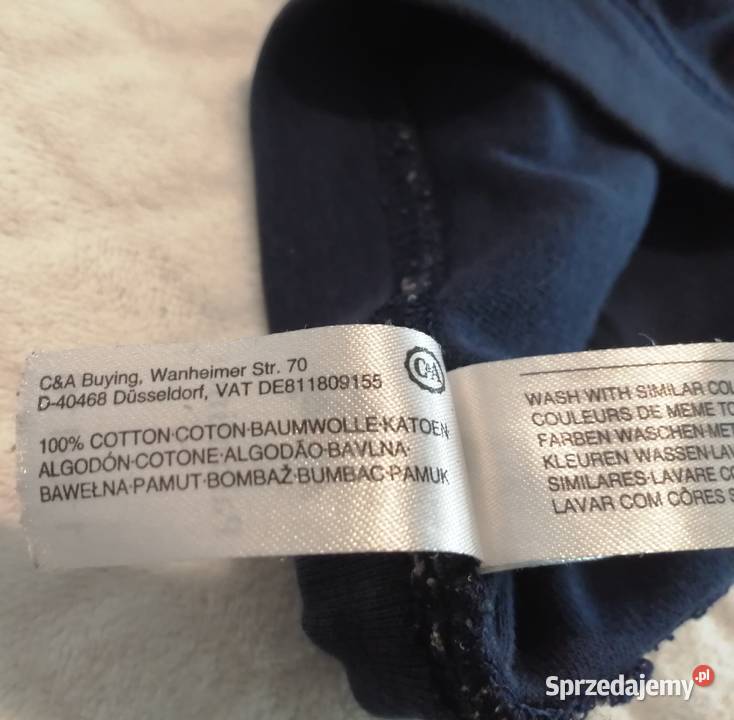 C&A Buying, Wanheimer Str. 70
D-40468 Düsseldorf, VAT DE811809155
C&A
100% COTTON·COTON·BAUMWOLLE·KATOEN
ALGODÓN·COTONE·ALGODÃO·BAVLNA·
BAWEŁNA·PAMUT·BOMBAŽ·BUMBAC·PAMUK
WASH WITH SIMILAR
COULEURS DE MEME
FARBEN WASCHEN·MET
KLEUREN WASSEN·
SIMILARES·LAVARE
LAVAR COM CÔRES
Sprzedajemy.pl